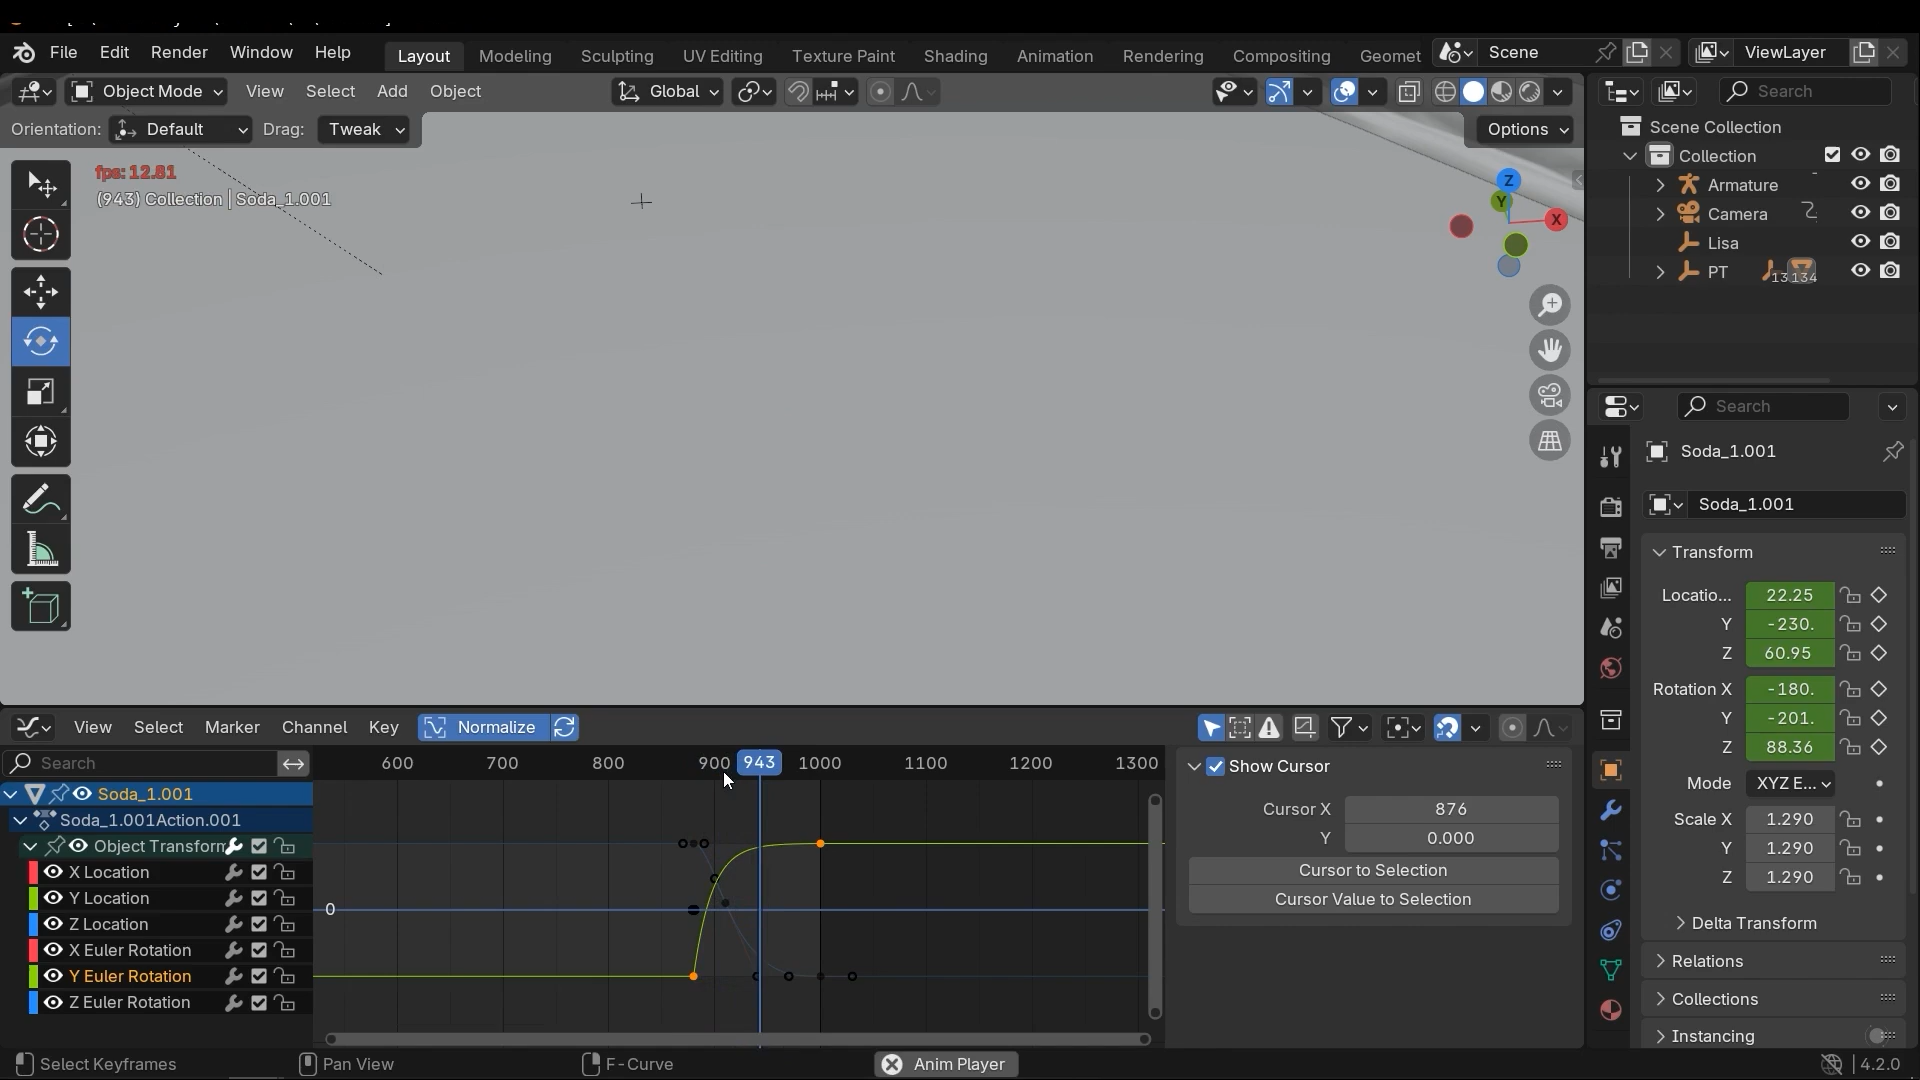 File Edit Render Window Help Layout Modeling Sculpting UV Editing Texture Paint Shading Animation Rendering Compositing Geomet Scene ViewLayer
Object Mode View Select Add Object Global Search
Orientation: Default Drag: Tweak Options
fps: 12.81
(943) Collection | Soda_1.001
Z
Y
X
Scene Collection
Collection
Armature
Camera
Lisa
PT 13 134
Search
Soda_1.001
Soda_1.001
Transform
Locatio... 22.25
Y -230.
Z 60.95
Rotation X -180.
Y -201.
Z 88.36
Mode XYZ E...
Scale X 1.290
Y 1.290
Z 1.290
Delta Transform
Relations
Collections
Instancing
View Select Marker Channel Key Normalize
Search 600 700 800 900 943 1000 1100 1200 1300
Soda_1.001
Soda_1.001Action.001
Object Transform
X Location
Y Location
Z Location
X Euler Rotation
Y Euler Rotation
Z Euler Rotation
0
Show Cursor
Cursor X 876
Y 0.000
Cursor to Selection
Cursor Value to Selection
Select Keyframes Pan View F-Curve Anim Player 4.2.0